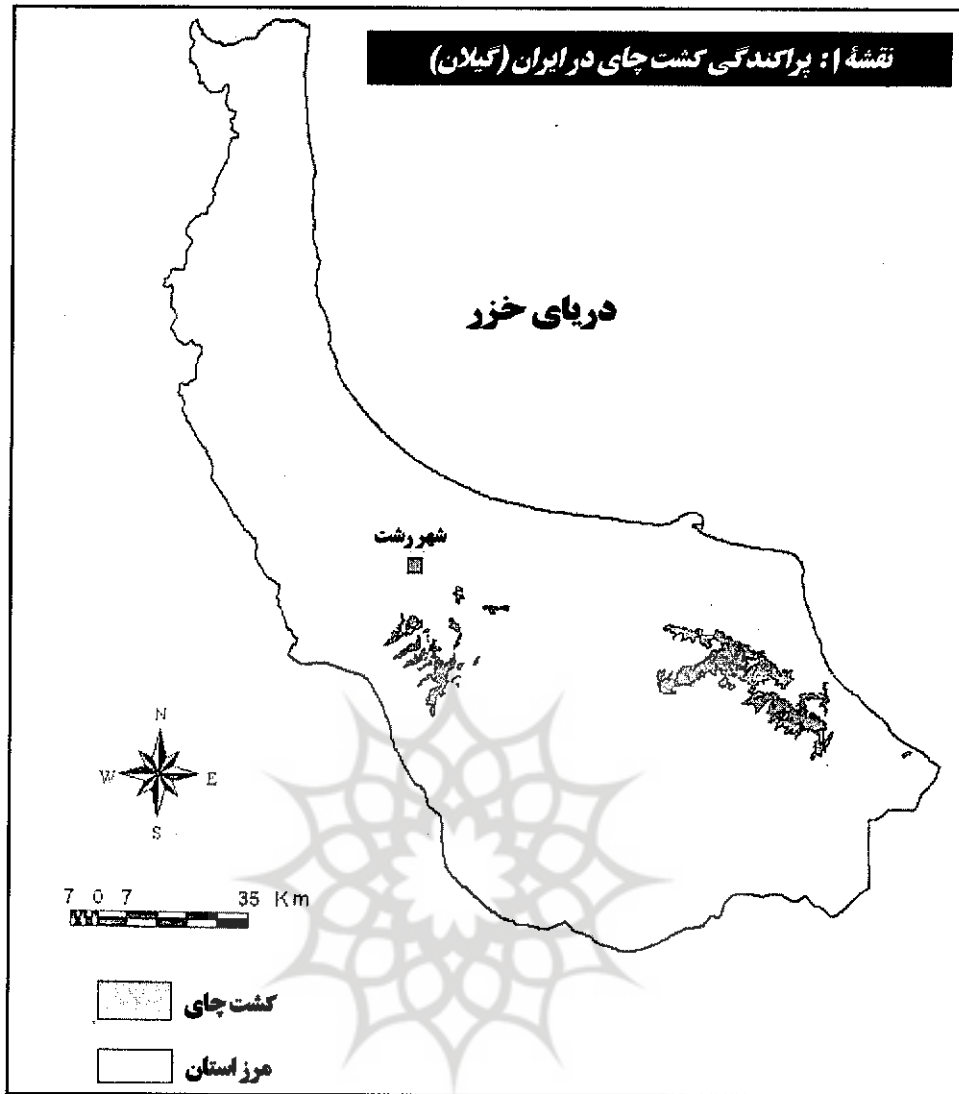 نقشهٔ ۱: پراکندگی کشت چای در ایران (گیلان)
دریای خزر
شهر رشت
N
W E
S
7 0 7 35 Km
کشت چای
مرز استان